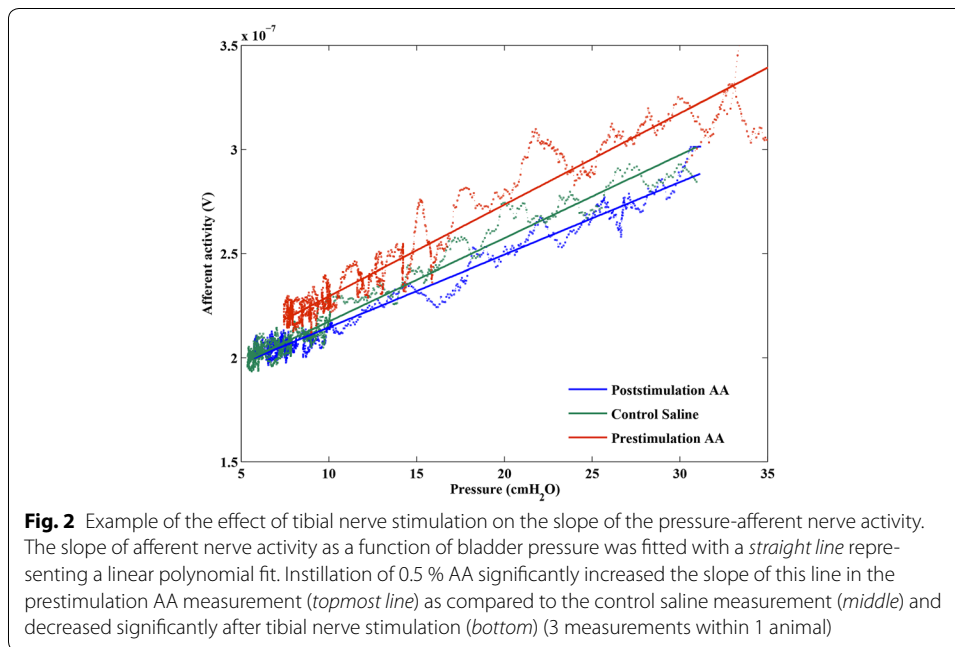 x 10⁻⁷
3.5
3
2.5
2
1.5
Afferent activity (V)
5 10 15 20 25 30 35
Pressure (cmH₂O)
Poststimulation AA
Control Saline
Prestimulation AA
Fig. 2 Example of the effect of tibial nerve stimulation on the slope of the pressure-afferent nerve activity.
The slope of afferent nerve activity as a function of bladder pressure was fitted with a straight line repre-
senting a linear polynomial fit. Instillation of 0.5 % AA significantly increased the slope of this line in the
prestimulation AA measurement (topmost line) as compared to the control saline measurement (middle) and
decreased significantly after tibial nerve stimulation (bottom) (3 measurements within 1 animal)